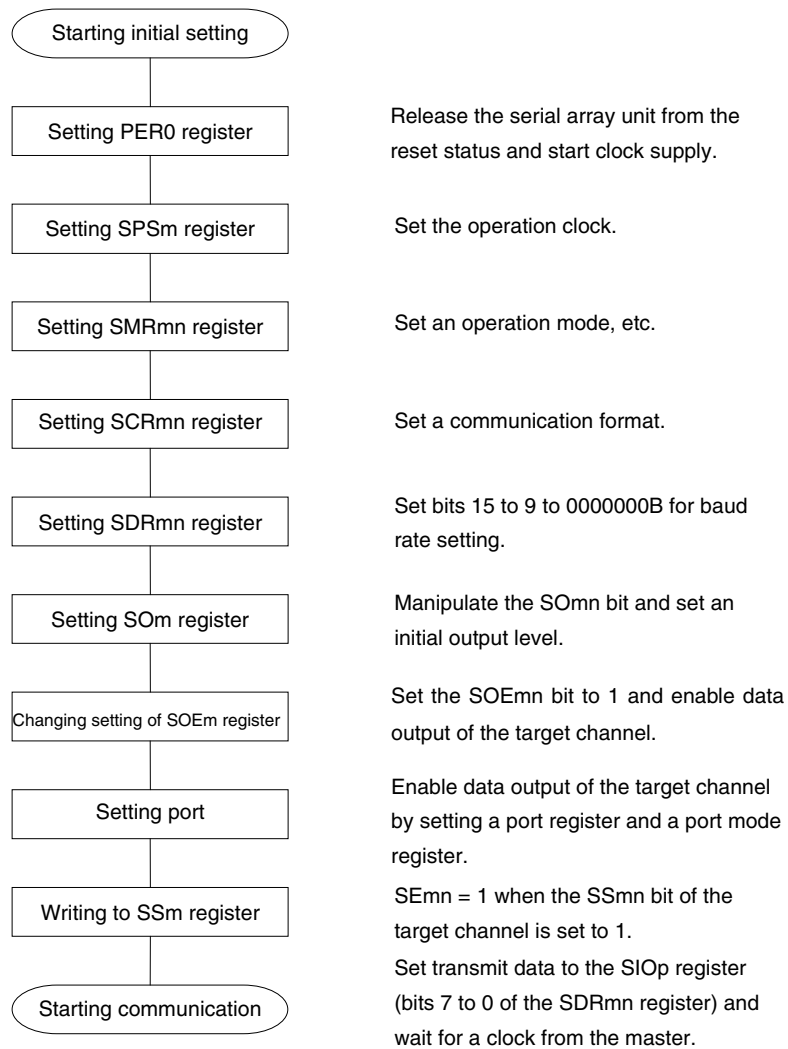 Starting initial setting
Setting PER0 register
Release the serial array unit from the
reset status and start clock supply.
Setting SPSm register
Set the operation clock.
Setting SMRmn register
Set an operation mode, etc.
Setting SCRmn register
Set a communication format.
Setting SDRmn register
Set bits 15 to 9 to 0000000B for baud
rate setting.
Setting SOm register
Manipulate the SOmn bit and set an
initial output level.
Changing setting of SOEm register
Set the SOEmn bit to 1 and enable data
output of the target channel.
Setting port
Enable data output of the target channel
by setting a port register and a port mode
register.
Writing to SSm register
SEmn = 1 when the SSmn bit of the
target channel is set to 1.
Starting communication
Set transmit data to the SIOp register
(bits 7 to 0 of the SDRmn register) and
wait for a clock from the master.